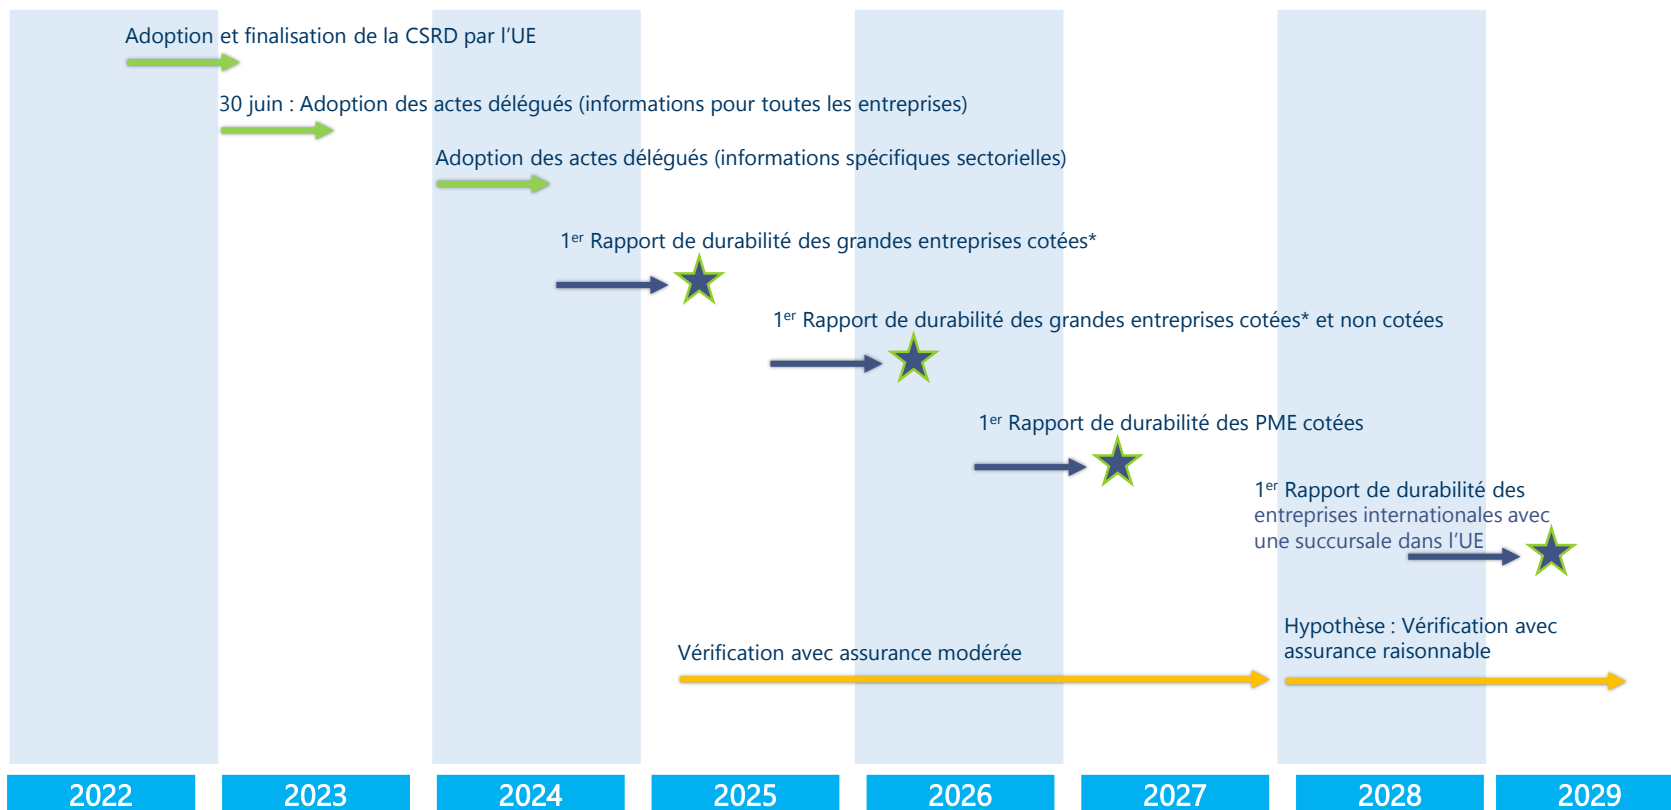 Adoption et finalisation de la CSRD par l’UE
30 juin : Adoption des actes délégués (informations pour toutes les entreprises)
Adoption des actes délégués (informations spécifiques sectorielles)
1er Rapport de durabilité des grandes entreprises cotées*
1er Rapport de durabilité des grandes entreprises cotées* et non cotées
1er Rapport de durabilité des PME cotées
1er Rapport de durabilité des
entreprises internationales avec
une succursale dans l’UE
Vérification avec assurance modérée
Hypothèse : Vérification avec
assurance raisonnable
2022 2023 2024 2025 2026 2027 2028 2029